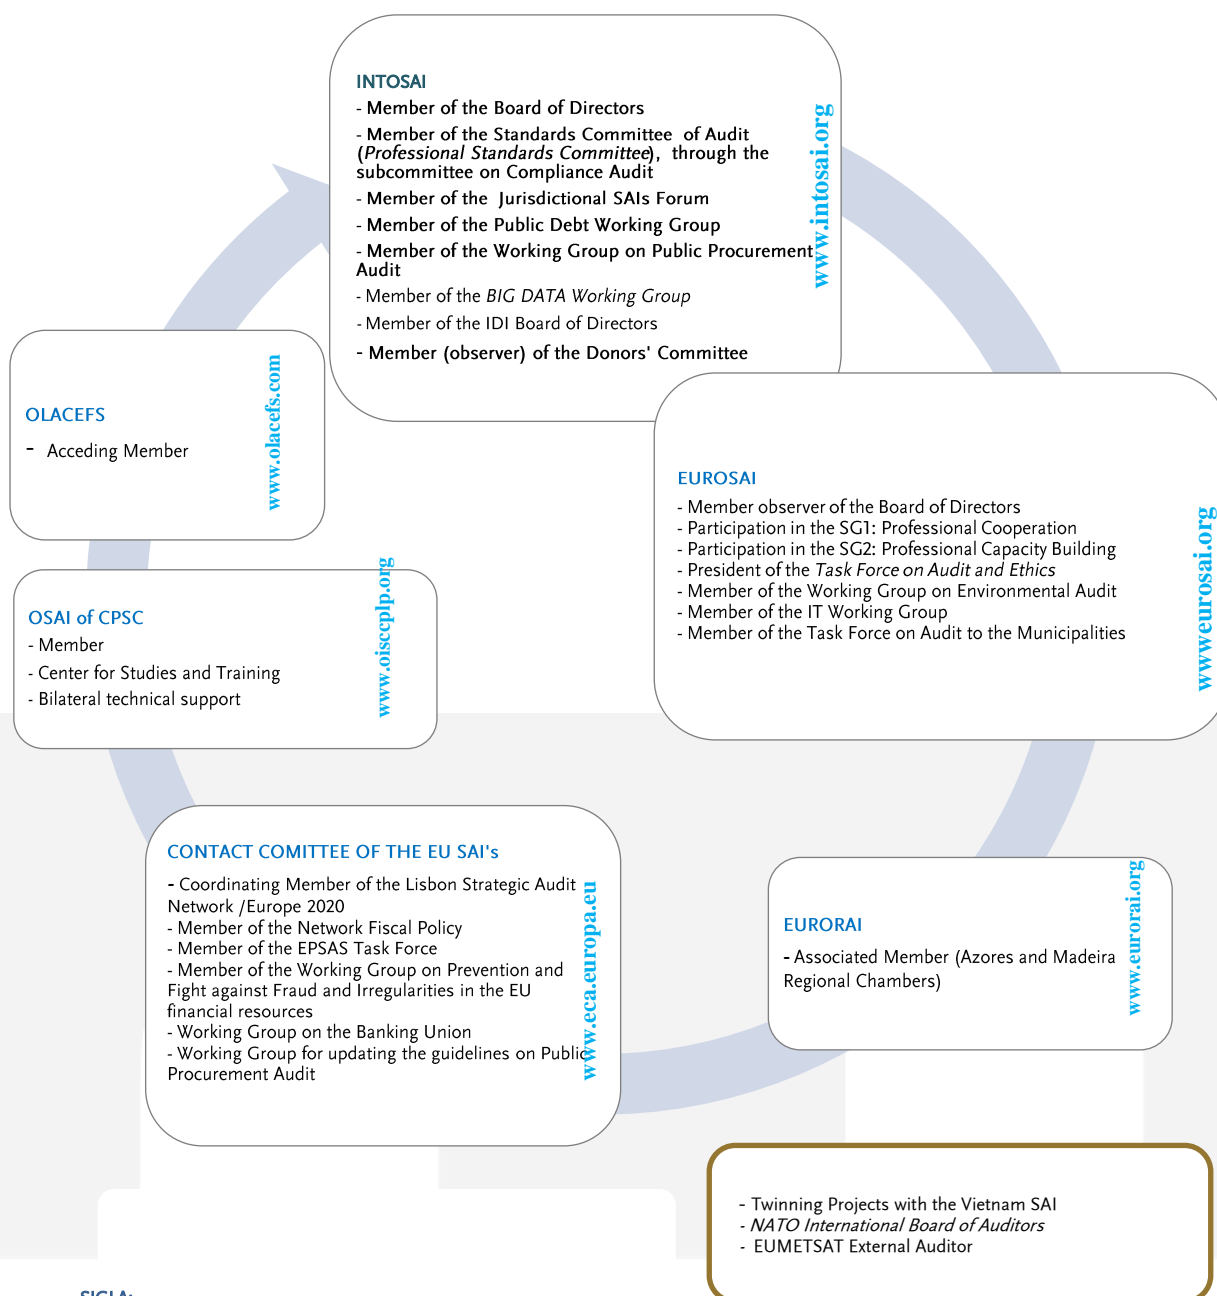 INTOSAI
- Member of the Board of Directors
- Member of the Standards Committee of Audit
(Professional Standards Committee), through the
subcommittee on Compliance Audit
- Member of the Jurisdictional SAIs Forum
- Member of the Public Debt Working Group
- Member of the Working Group on Public Procurement
Audit
- Member of the BIG DATA Working Group
- Member of the IDI Board of Directors
- Member (observer) of the Donors' Committee
www.intosai.org
OLACEFS
- Acceding Member
www.olacefs.com
EUROSAI
- Member observer of the Board of Directors
- Participation in the SG1: Professional Cooperation
- Participation in the SG2: Professional Capacity Building
- President of the Task Force on Audit and Ethics
- Member of the Working Group on Environmental Audit
- Member of the IT Working Group
- Member of the Task Force on Audit to the Municipalities
wwweurosai.org
OSAI of CPSC
- Member
- Center for Studies and Training
- Bilateral technical support
www.oisccplp.org
CONTACT COMITTEE OF THE EU SAI's
- Coordinating Member of the Lisbon Strategic Audit
Network /Europe 2020
- Member of the Network Fiscal Policy
- Member of the EPSAS Task Force
- Member of the Working Group on Prevention and
Fight against Fraud and Irregularities in the EU
financial resources
- Working Group on the Banking Union
- Working Group for updating the guidelines on Public
Procurement Audit
www.eca.europa.eu
EURORAI
- Associated Member (Azores and Madeira
Regional Chambers)
www.eurorai.org
- Twinning Projects with the Vietnam SAI
- NATO International Board of Auditors
- EUMETSAT External Auditor